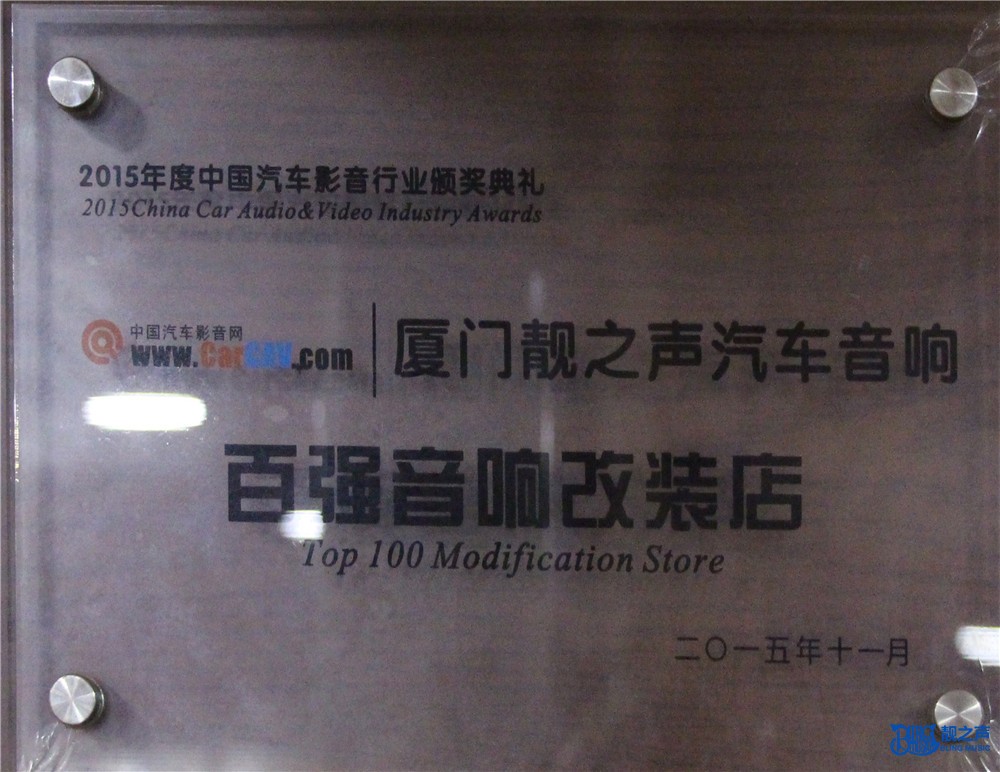 2015年度中国汽车影音行业颁奖典礼
2015China Car Audio&Video Industry Awards
中国汽车影音网
www.CarCAV.com
厦门靓之声汽车音响
百强音响改装店
Top 100 Modification Store
二〇一五年十一月
靓之声